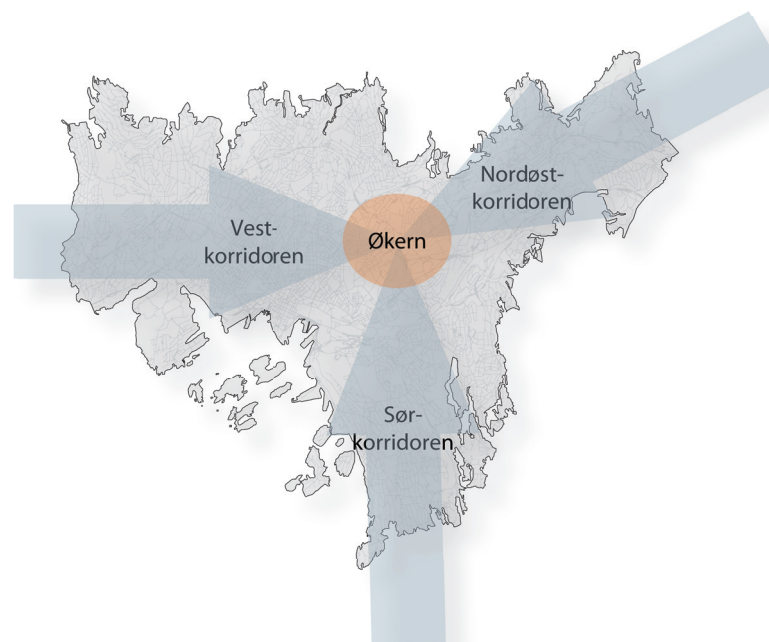 Nordøst-
korridoren
Vest-
korridoren
Økern
Sør-
korridoren